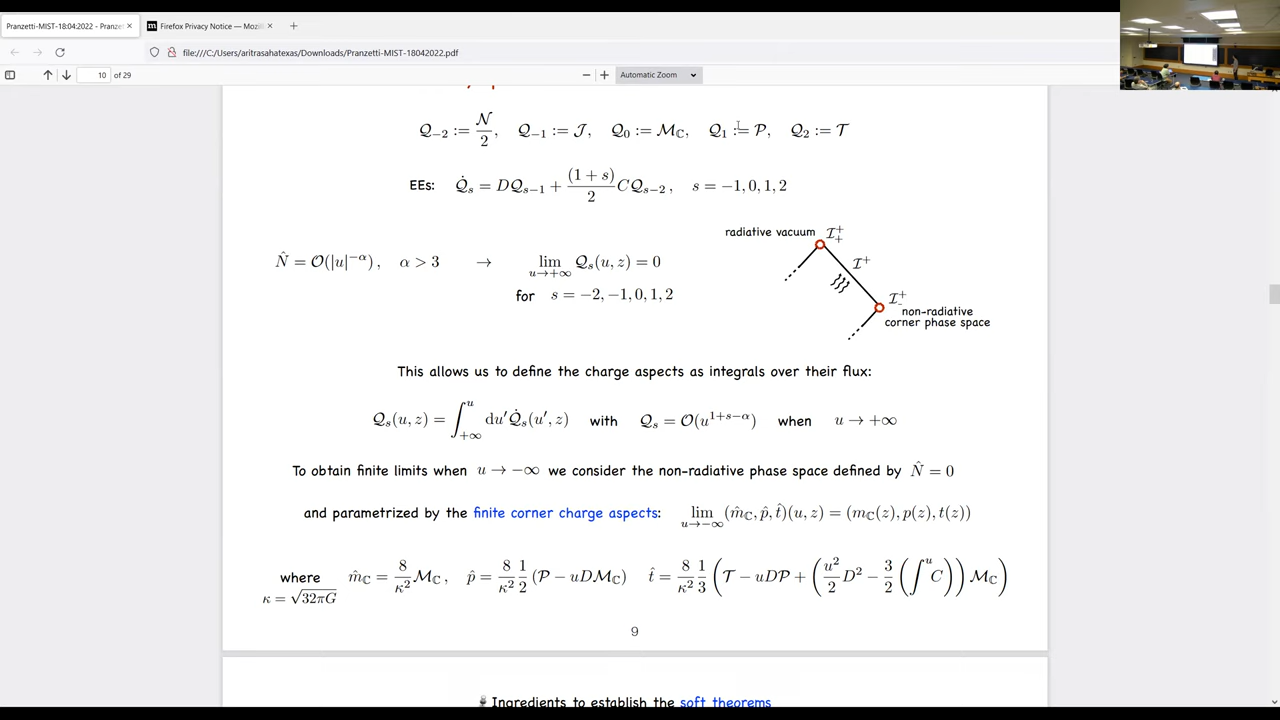 Pranzetti-MIST-18:04:2022 - Pranzet
Firefox Privacy Notice — Mozil
file:///C:/Users/aritrasahatexas/Downloads/Pranzetti-MIST-18042022.pdf
10 of 29
Automatic Zoom
𝒬₋₂ := 𝒩/2, 𝒬₋₁ := 𝒥, 𝒬₀ := ℳ_ℂ, 𝒬₁ := 𝒫, 𝒬₂ := 𝒯
EEs: 𝒬̇ₛ = D𝒬ₛ₋₁ + (1 + s)/2 C𝒬ₛ₋₂, s = −1, 0, 1, 2
radiative vacuum ℐ⁺₊
N̂ = 𝒪(|u|^{−α}), α > 3 → lim_{u→+∞} 𝒬ₛ(u, z) = 0
ℐ⁺
for s = −2, −1, 0, 1, 2
ℐ⁺₋
non-radiative
corner phase space
This allows us to define the charge aspects as integrals over their flux:
𝒬ₛ(u, z) = ∫_{+∞}^{u} du′𝒬̇ₛ(u′, z) with 𝒬ₛ = 𝒪(u^{1+s−α}) when u → +∞
To obtain finite limits when u → −∞ we consider the non-radiative phase space defined by N̂ = 0
and parametrized by the finite corner charge aspects: lim_{u→−∞} (m̂_ℂ, p̂, t̂)(u, z) = (m_ℂ(z), p(z), t(z))
where m̂_ℂ = 8/κ² ℳ_ℂ, p̂ = 8/κ² 1/2 (𝒫 − uDℳ_ℂ) t̂ = 8/κ² 1/3 (𝒯 − uD𝒫 + (u²/2 D² − 3/2 (∫^u C)) ℳ_ℂ)
κ = √32πG
9
Ingredients to establish the soft theorems